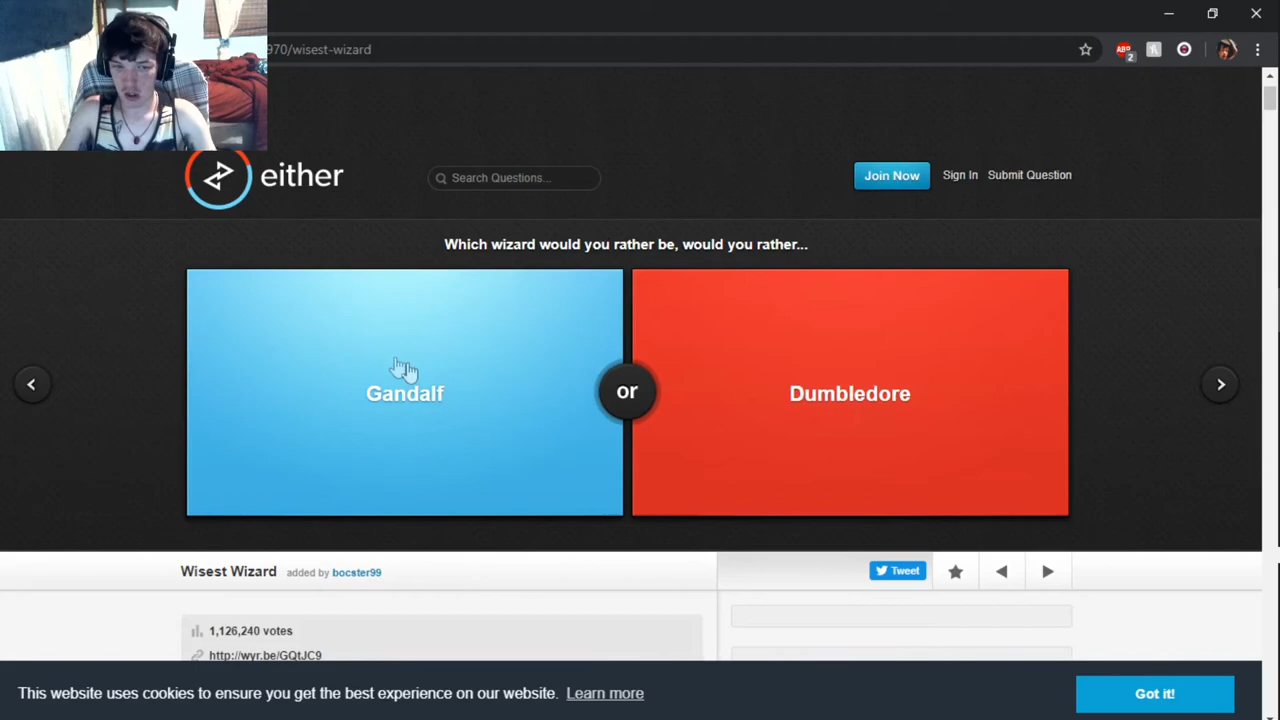 970/wisest-wizard
ABP
2
either
Search Questions...
Join Now
Sign In
Submit Question
Which wizard would you rather be, would you rather...
Gandalf
or
Dumbledore
Wisest Wizard
added by bocster99
Tweet
1,126,240 votes
http://wyr.be/GQtJC9
This website uses cookies to ensure you get the best experience on our website. Learn more
Got it!